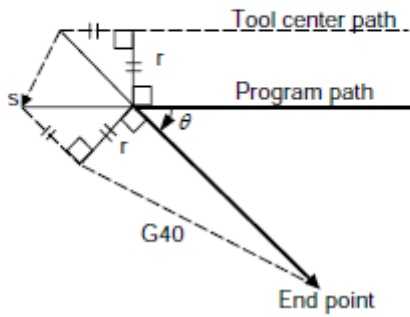 Tool center path
r
Program path
s
θ
r
G40
End point